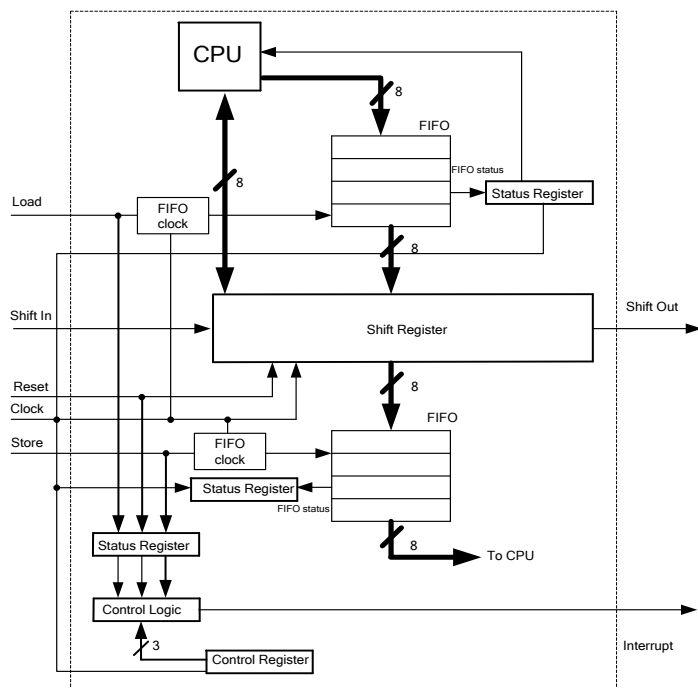 CPU
8
FIFO
FIFO status
Status Register
8
Load
FIFO
clock
8
Shift In
Shift Register
Shift Out
Reset
8
Clock
FIFO
Store
FIFO
clock
Status Register
FIFO status
Status Register
8
To CPU
Control Logic
Interrupt
3
Control Register